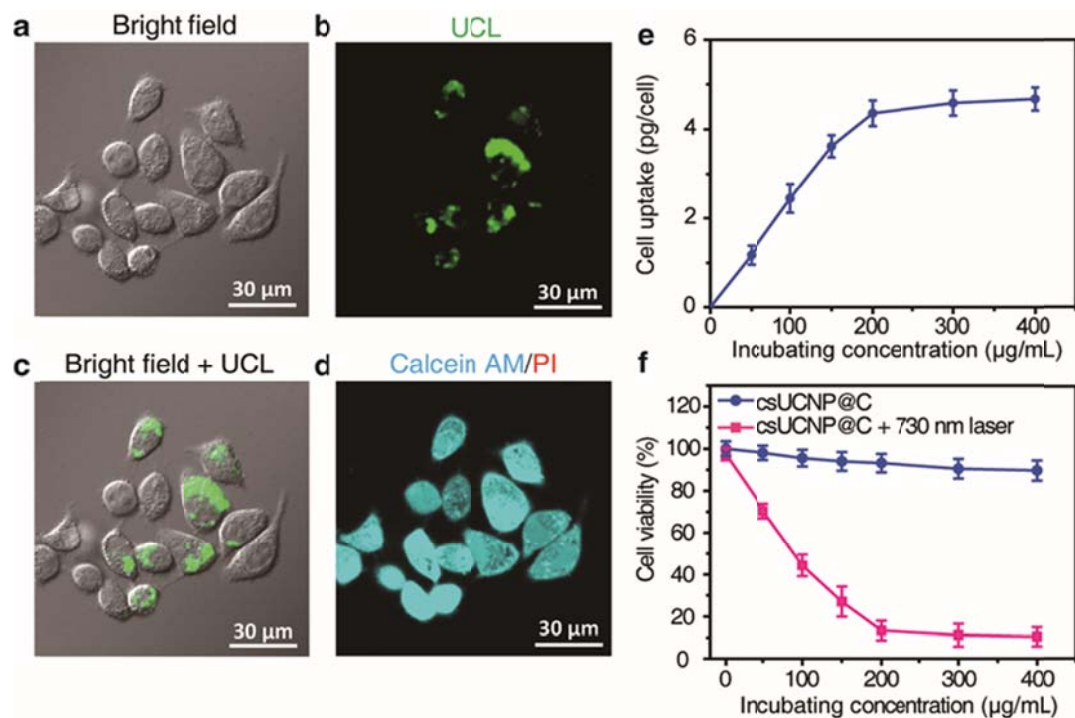 a Bright field
30 µm
b UCL
30 µm
c Bright field + UCL
30 µm
d Calcein AM/PI
30 µm
e
6
4
2
0
Cell uptake (pg/cell)
0 100 200 300 400
Incubating concentration (µg/mL)
f
120
100
80
60
40
20
0
Cell viability (%)
csUCNP@C
csUCNP@C + 730 nm laser
0 100 200 300 400
Incubating concentration (µg/mL)